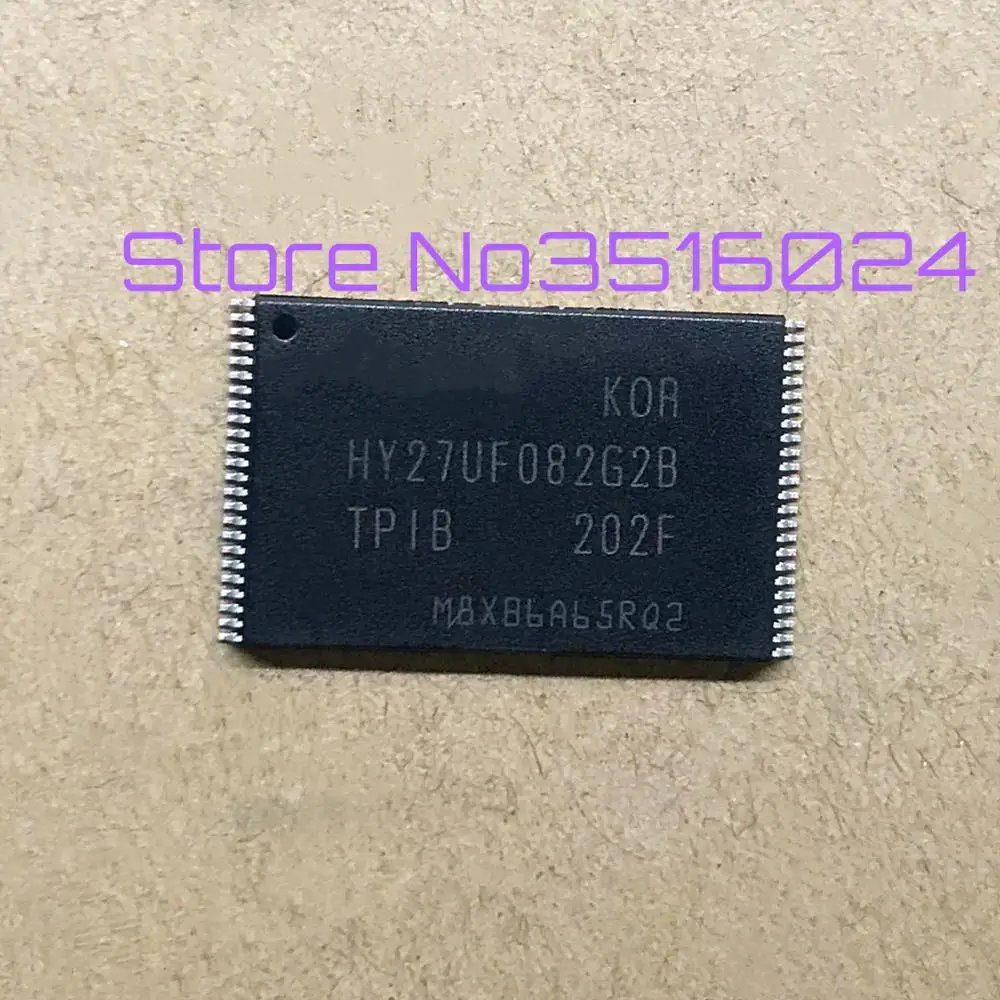 Store No3516024
KOR
HY27UF082G2B
TPIB 202F
M8X86A65RQ2